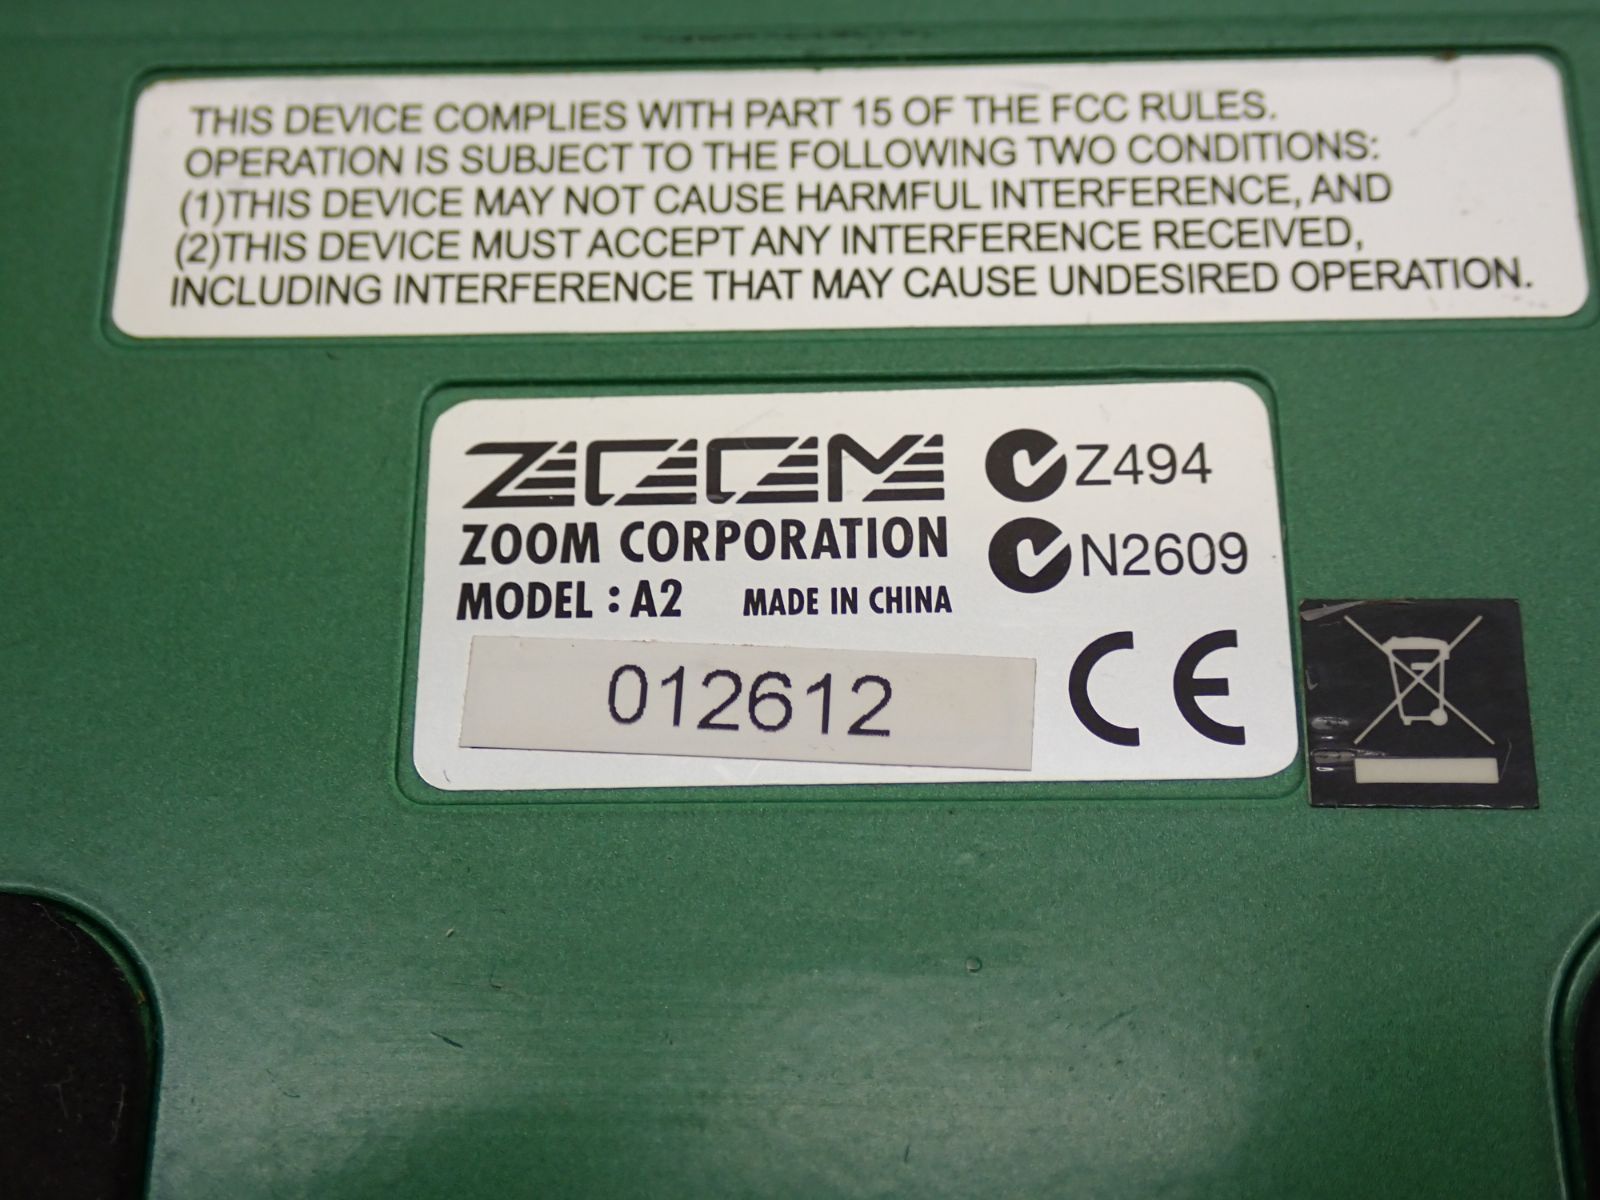 THIS DEVICE COMPLIES WITH PART 15 OF THE FCC RULES.
OPERATION IS SUBJECT TO THE FOLLOWING TWO CONDITIONS:
(1)THIS DEVICE MAY NOT CAUSE HARMFUL INTERFERENCE, AND
(2)THIS DEVICE MUST ACCEPT ANY INTERFERENCE RECEIVED,
INCLUDING INTERFERENCE THAT MAY CAUSE UNDESIRED OPERATION.
ZOOM
Z494
ZOOM CORPORATION
N2609
MODEL : A2 MADE IN CHINA
012612
CE